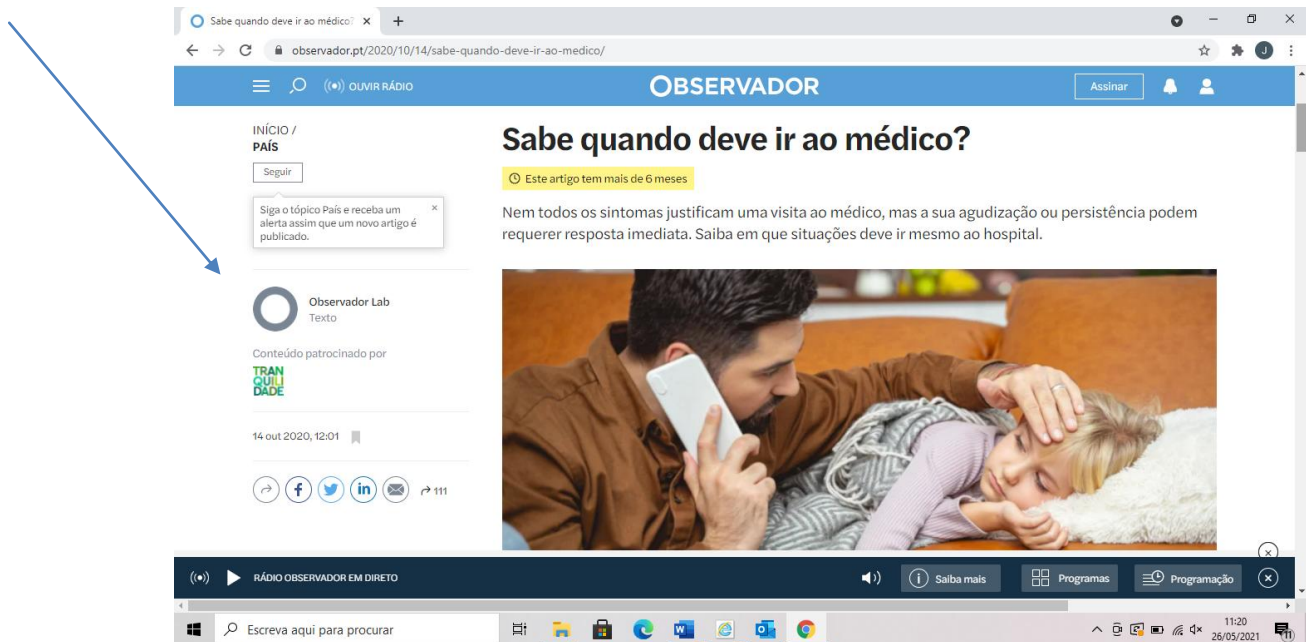 Sabe quando deve ir ao médico?
observador.pt/2020/10/14/sabe-quando-deve-ir-ao-medico/
OUVIR RÁDIO
OBSERVADOR
Assinar
J
INÍCIO /
PAÍS
Seguir
Siga o tópico País e receba um
alerta assim que um novo artigo é
publicado.
Observador Lab
Texto
Conteúdo patrocinado por
TRAN
QUILI
DADE
14 out 2020, 12:01
111
Sabe quando deve ir ao médico?
Este artigo tem mais de 6 meses
Nem todos os sintomas justificam uma visita ao médico, mas a sua agudização ou persistência podem
requerer resposta imediata. Saiba em que situações deve ir mesmo ao hospital.
RÁDIO OBSERVADOR EM DIRETO
Saiba mais
Programas
Programação
Escreva aqui para procurar
11:20
26/05/2021
11